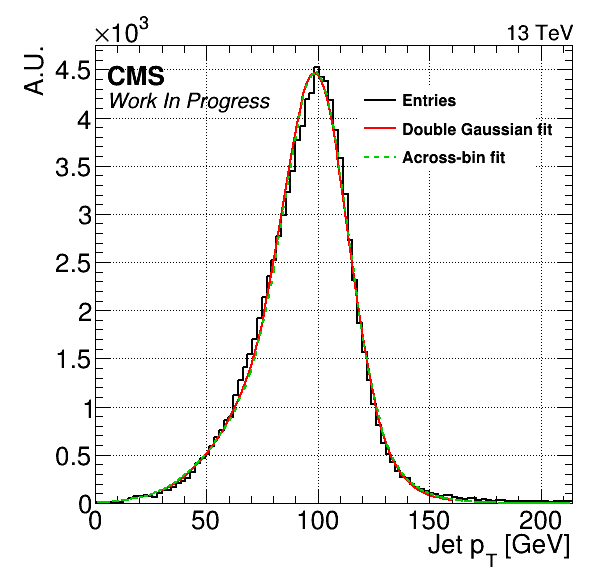 ×10³
13 TeV
A.U.
CMS
Work In Progress
Entries
Double Gaussian fit
Across-bin fit
4.5
4
3.5
3
2.5
2
1.5
1
0.5
0
0 50 100 150 200
Jet p_T [GeV]